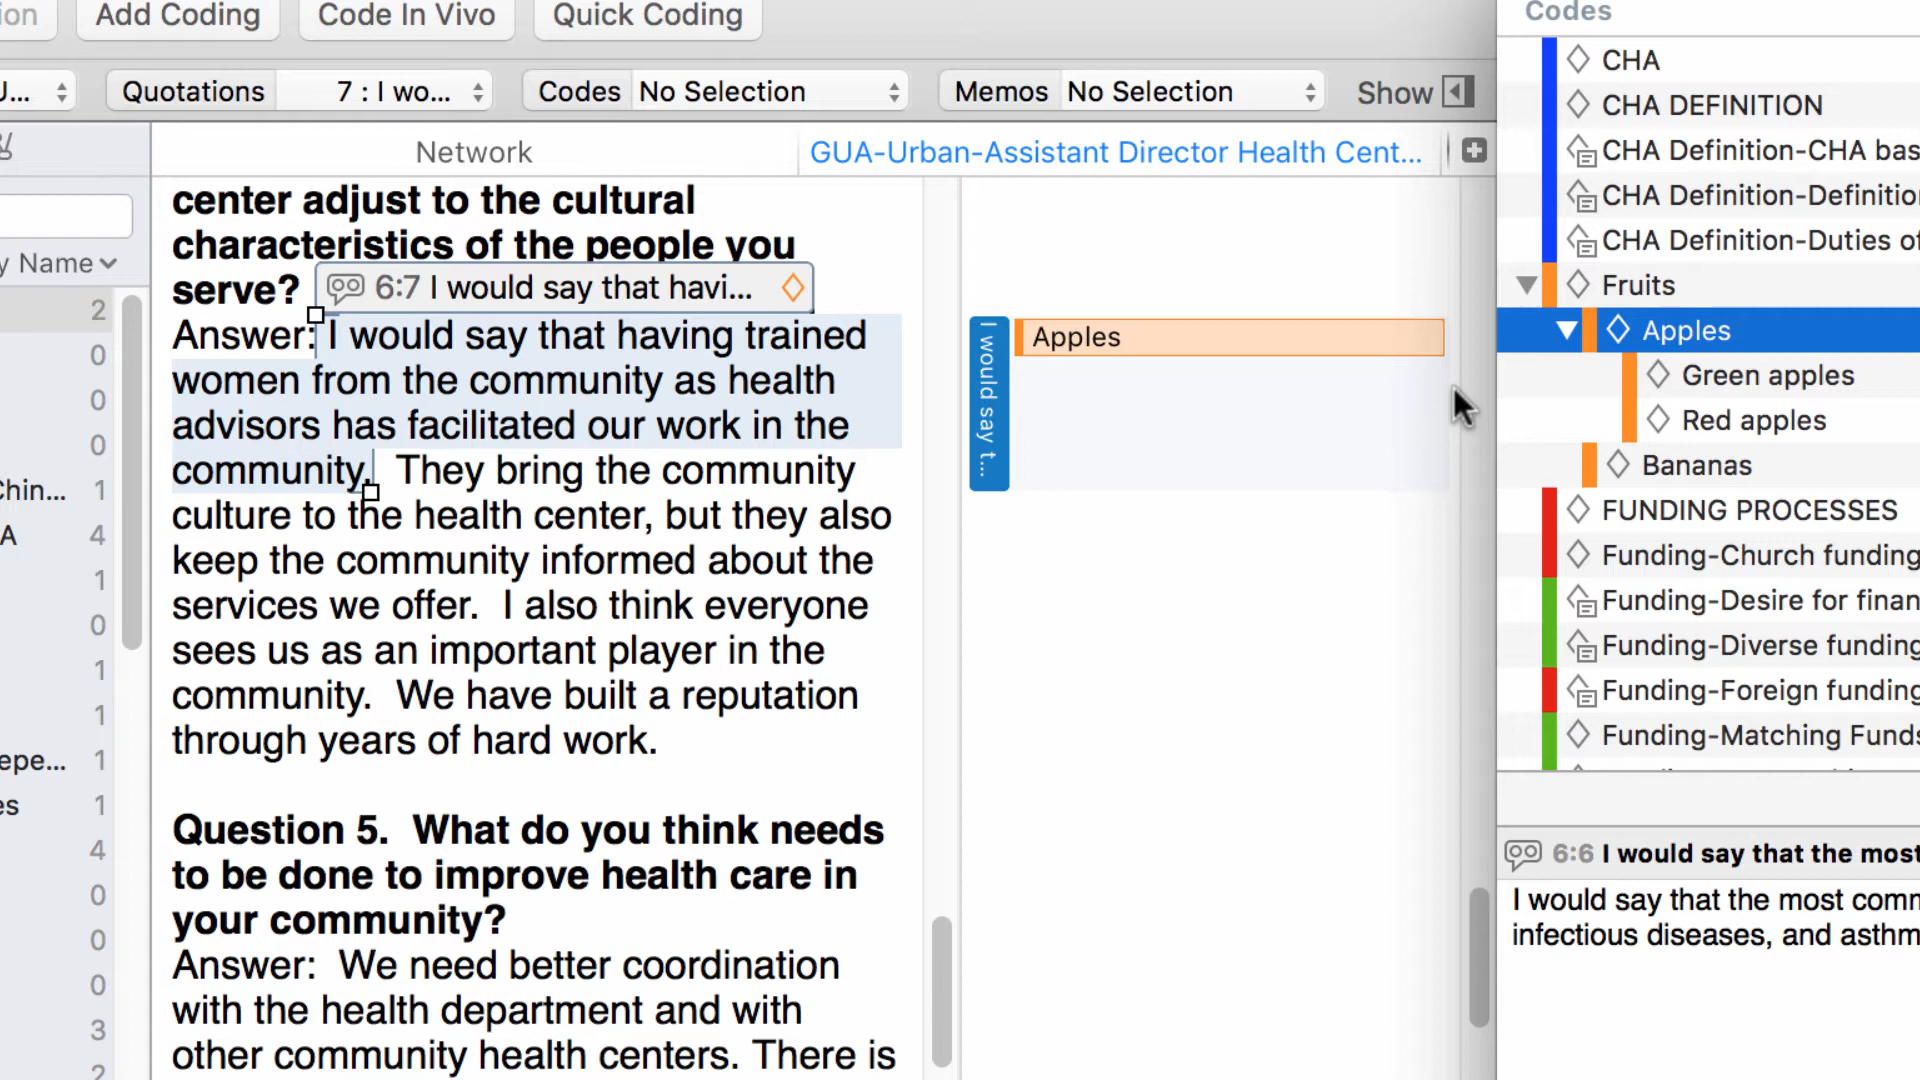 ion
Add Coding
Code In Vivo
Quick Coding
Codes
J...
Quotations
7 : I wo...
Codes
No Selection
Memos
No Selection
Show
Network
GUA-Urban-Assistant Director Health Cent...
y Name
2
0
0
0
Chin... 1
A 4
1
0
1
1
epe... 1
es 1
4
0
0
3
2
center adjust to the cultural
characteristics of the people you
serve?
6:7 I would say that havi...
Answer: I would say that having trained
women from the community as health
advisors has facilitated our work in the
community. They bring the community
culture to the health center, but they also
keep the community informed about the
services we offer. I also think everyone
sees us as an important player in the
community. We have built a reputation
through years of hard work.
Question 5. What do you think needs
to be done to improve health care in
your community?
Answer: We need better coordination
with the health department and with
other community health centers. There is
I would say t...
Apples
CHA
CHA DEFINITION
CHA Definition-CHA bas
CHA Definition-Definitio
CHA Definition-Duties of
Fruits
Apples
Green apples
Red apples
Bananas
FUNDING PROCESSES
Funding-Church funding
Funding-Desire for finan
Funding-Diverse funding
Funding-Foreign funding
Funding-Matching Funds
6:6 I would say that the most
I would say that the most comm
infectious diseases, and asthm